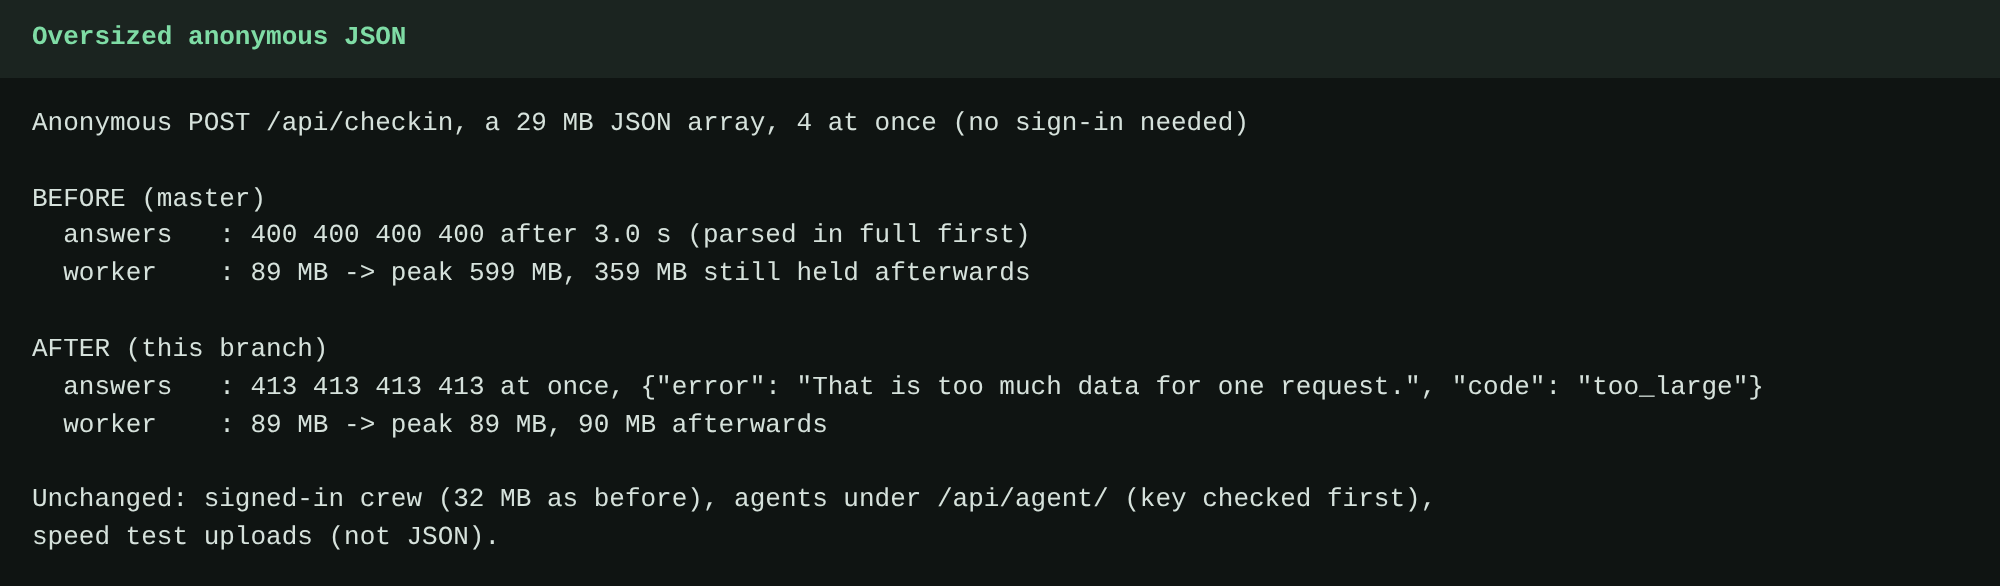 Oversized anonymous JSON
Anonymous POST /api/checkin, a 29 MB JSON array, 4 at once (no sign-in needed)
BEFORE (master)
answers : 400 400 400 400 after 3.0 s (parsed in full first)
worker : 89 MB -> peak 599 MB, 359 MB still held afterwards
AFTER (this branch)
answers : 413 413 413 413 at once, {"error": "That is too much data for one request.", "code": "too_large"}
worker : 89 MB -> peak 89 MB, 90 MB afterwards
Unchanged: signed-in crew (32 MB as before), agents under /api/agent/ (key checked first),
speed test uploads (not JSON).